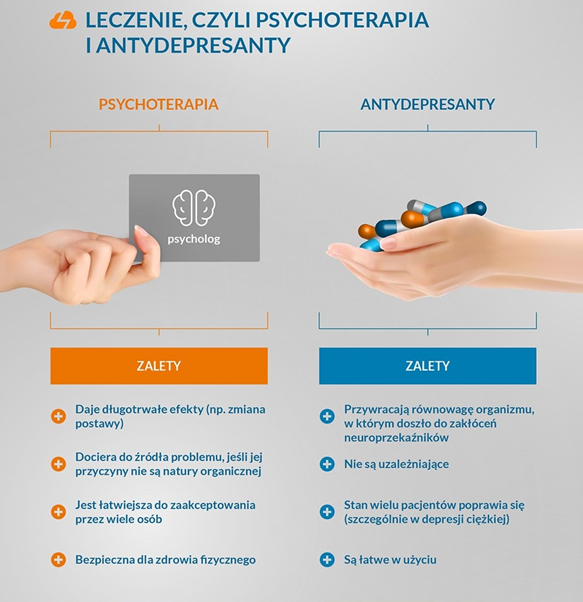 LECZENIE, CZYLI PSYCHOTERAPIA
I ANTYDEPRESANTY
PSYCHOTERAPIA
psycholog
ZALETY
Daje długotrwałe efekty (np. zmiana
postawy)
Dociera do źródła problemu, jeśli jej
przyczyny nie są natury organicznej
Jest łatwiejsza do zaakceptowania
przez wiele osób
Bezpieczna dla zdrowia fizycznego
ANTYDEPRESANTY
ZALETY
Przywracają równowagę organizmu,
w którym doszło do zakłóceń
neuroprzekaźników
Nie są uzależniające
Stan wielu pacjentów poprawia się
(szczególnie w depresji ciężkiej)
Są łatwe w użyciu